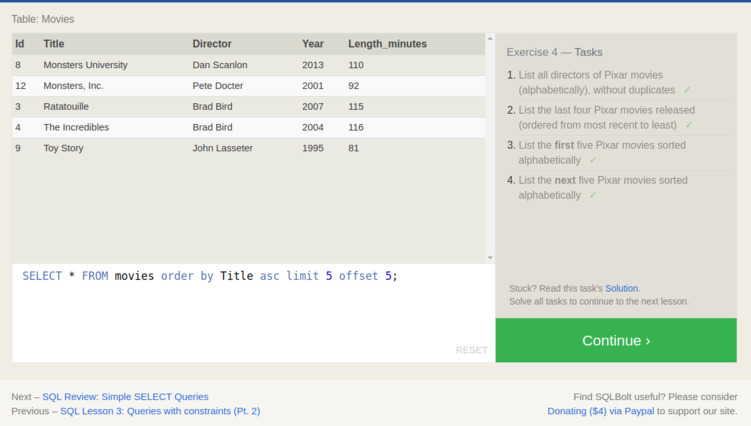 Table: Movies
Id Title Director Year Length_minutes
8 Monsters University Dan Scanlon 2013 110
12 Monsters, Inc. Pete Docter 2001 92
3 Ratatouille Brad Bird 2007 115
4 The Incredibles Brad Bird 2004 116
9 Toy Story John Lasseter 1995 81
SELECT * FROM movies order by Title asc limit 5 offset 5;
RESET
Exercise 4 — Tasks
1. List all directors of Pixar movies
(alphabetically), without duplicates ✓
2. List the last four Pixar movies released
(ordered from most recent to least) ✓
3. List the first five Pixar movies sorted
alphabetically ✓
4. List the next five Pixar movies sorted
alphabetically ✓
Stuck? Read this task's Solution.
Solve all tasks to continue to the next lesson.
Continue ›
Next – SQL Review: Simple SELECT Queries
Previous – SQL Lesson 3: Queries with constraints (Pt. 2)
Find SQLBolt useful? Please consider
Donating ($4) via Paypal to support our site.